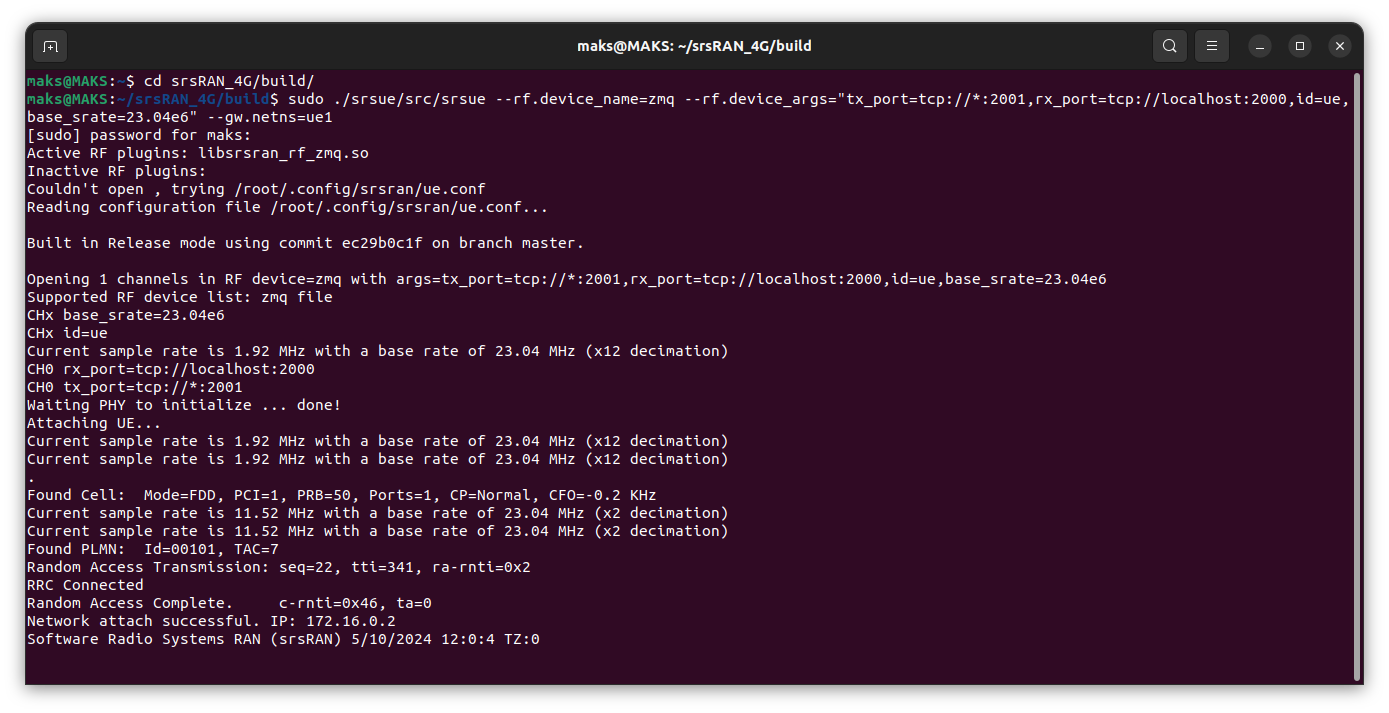 maks@MAKS: ~/srsRAN_4G/build
maks@MAKS:~$ cd srsRAN_4G/build/
maks@MAKS:~/srsRAN_4G/build$ sudo ./srsue/src/srsue --rf.device_name=zmq --rf.device_args="tx_port=tcp://*:2001,rx_port=tcp://localhost:2000,id=ue,
base_srate=23.04e6" --gw.netns=ue1
[sudo] password for maks:
Active RF plugins: libsrsran_rf_zmq.so
Inactive RF plugins:
Couldn't open , trying /root/.config/srsran/ue.conf
Reading configuration file /root/.config/srsran/ue.conf...
Built in Release mode using commit ec29b0c1f on branch master.
Opening 1 channels in RF device=zmq with args=tx_port=tcp://*:2001,rx_port=tcp://localhost:2000,id=ue,base_srate=23.04e6
Supported RF device list: zmq file
CHx base_srate=23.04e6
CHx id=ue
Current sample rate is 1.92 MHz with a base rate of 23.04 MHz (x12 decimation)
CH0 rx_port=tcp://localhost:2000
CH0 tx_port=tcp://*:2001
Waiting PHY to initialize ... done!
Attaching UE...
Current sample rate is 1.92 MHz with a base rate of 23.04 MHz (x12 decimation)
Current sample rate is 1.92 MHz with a base rate of 23.04 MHz (x12 decimation)
.
Found Cell:  Mode=FDD, PCI=1, PRB=50, Ports=1, CP=Normal, CFO=-0.2 KHz
Current sample rate is 11.52 MHz with a base rate of 23.04 MHz (x2 decimation)
Current sample rate is 11.52 MHz with a base rate of 23.04 MHz (x2 decimation)
Found PLMN:  Id=00101, TAC=7
Random Access Transmission: seq=22, tti=341, ra-rnti=0x2
RRC Connected
Random Access Complete.     c-rnti=0x46, ta=0
Network attach successful. IP: 172.16.0.2
Software Radio Systems RAN (srsRAN) 5/10/2024 12:0:4 TZ:0